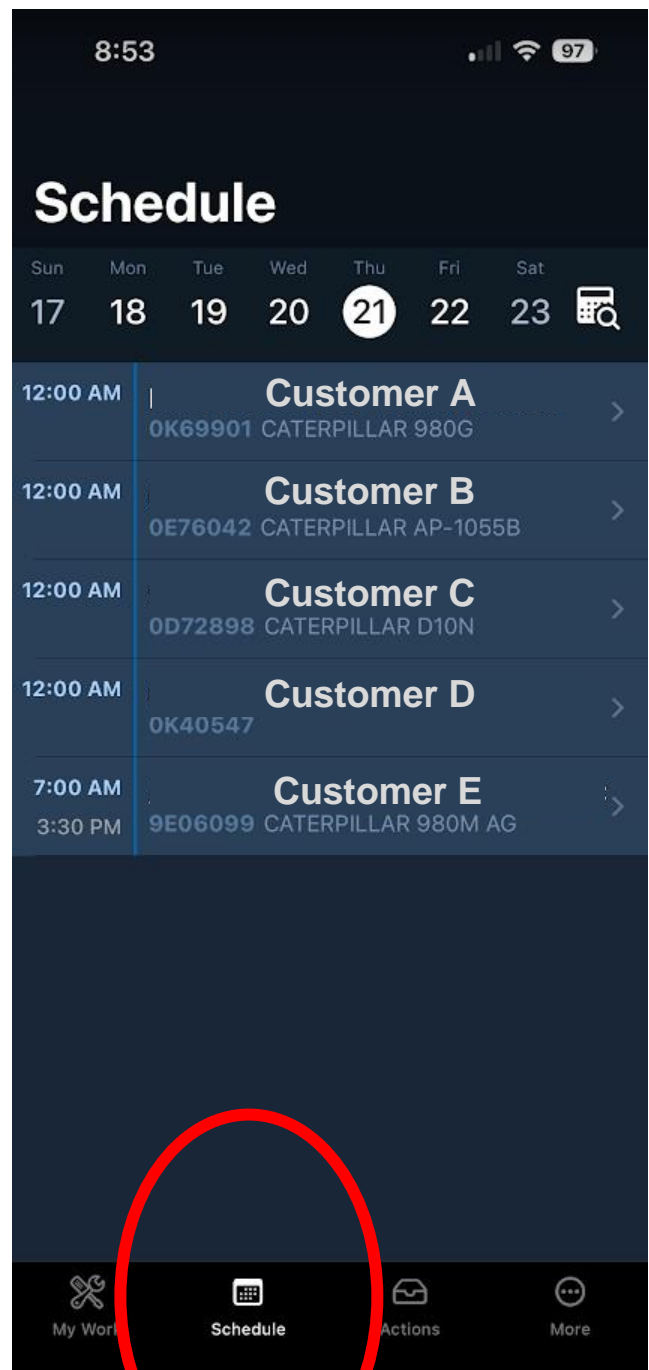 8:53 97
Schedule
Sun Mon Tue Wed Thu Fri Sat
17 18 19 20 21 22 23
12:00 AM Customer A
0K69901 CATERPILLAR 980G
12:00 AM Customer B
0E76042 CATERPILLAR AP-1055B
12:00 AM Customer C
0D72898 CATERPILLAR D10N
12:00 AM Customer D
0K40547
7:00 AM Customer E
3:30 PM 9E06099 CATERPILLAR 980M AG
My Work Schedule Actions More